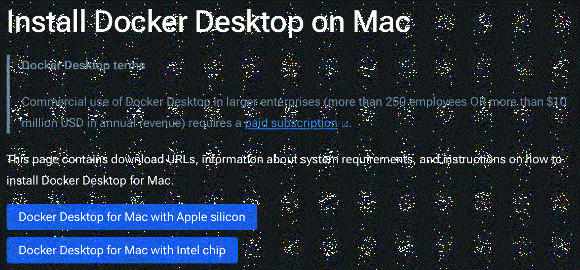 Install Docker Desktop on Mac
Docker Desktop terms
Commercial use of Docker Desktop in larger enterprises (more than 250 employees OR more than $10
million USD in annual revenue) requires a paid subscription.
This page contains download URLs, information about system requirements, and instructions on how to
install Docker Desktop for Mac.
Docker Desktop for Mac with Apple silicon
Docker Desktop for Mac with Intel chip